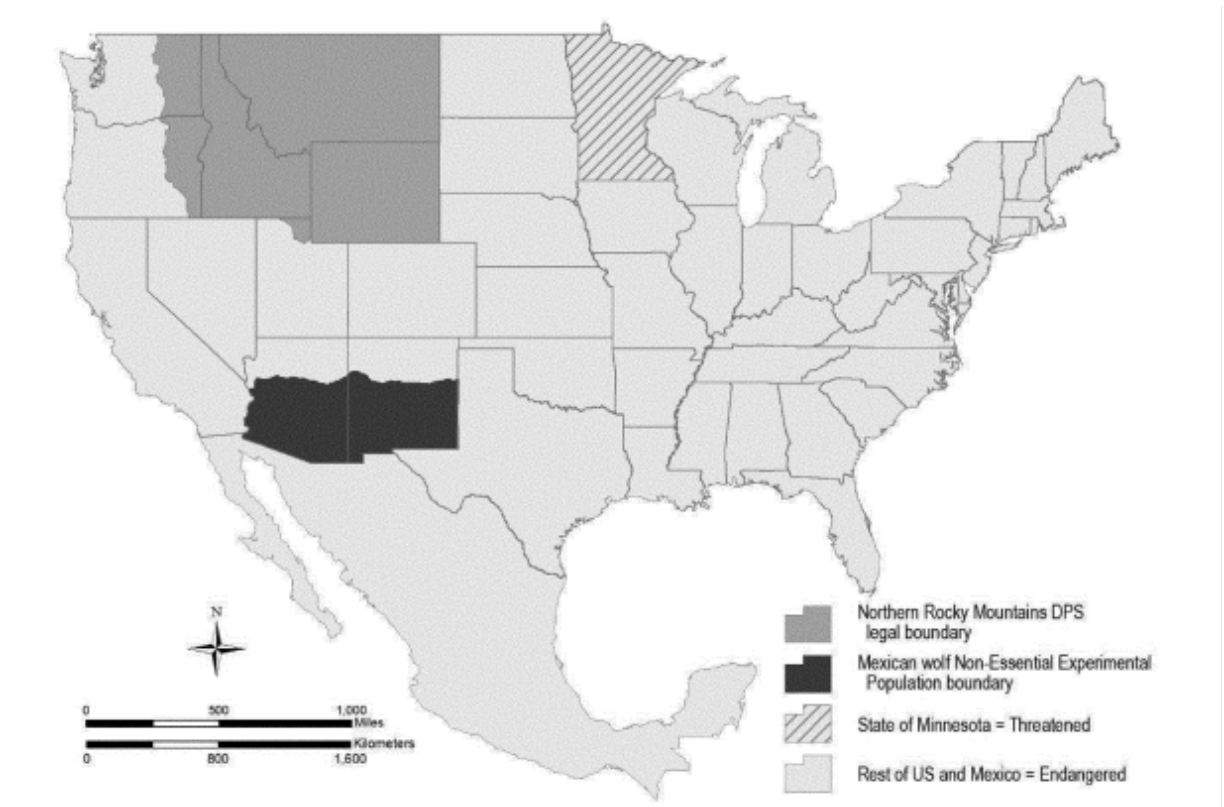 N
0 500 1,000
Miles
Kilometers
0 800 1,600
Northern Rocky Mountains DPS
legal boundary
Mexican wolf Non-Essential Experimental
Population boundary
State of Minnesota = Threatened
Rest of US and Mexico = Endangered